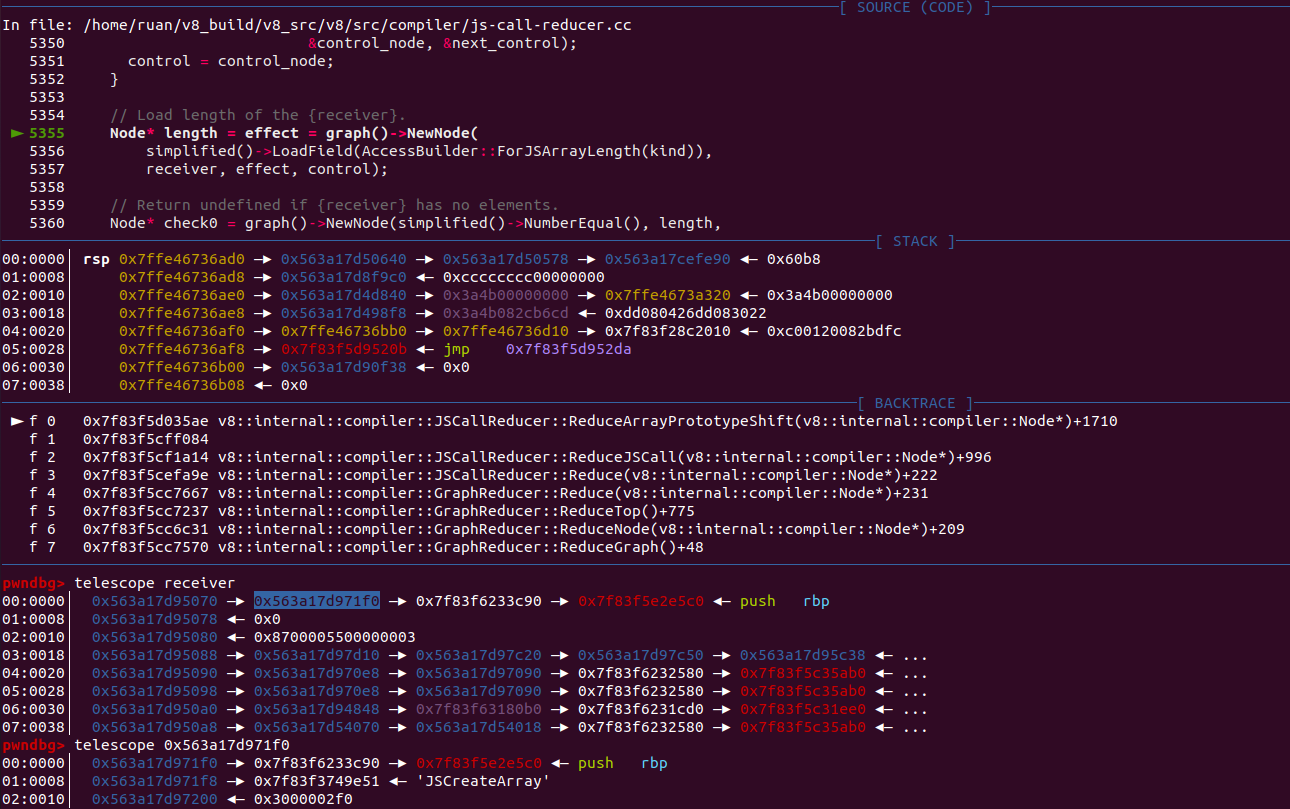 [ SOURCE (CODE) ]
In file: /home/ruan/v8_build/v8_src/v8/src/compiler/js-call-reducer.cc
5350 &control_node, &next_control);
5351 control = control_node;
5352 }
5353
5354 // Load length of the {receiver}.
► 5355 Node* length = effect = graph()->NewNode(
5356 simplified()->LoadField(AccessBuilder::ForJSArrayLength(kind)),
5357 receiver, effect, control);
5358
5359 // Return undefined if {receiver} has no elements.
5360 Node* check0 = graph()->NewNode(simplified()->NumberEqual(), length,
[ STACK ]
00:0000│ rsp 0x7ffe46736ad0 —▸ 0x563a17d50640 —▸ 0x563a17d50578 —▸ 0x563a17cefe90 ◂— 0x60b8
01:0008│ 0x7ffe46736ad8 —▸ 0x563a17d8f9c0 ◂— 0xcccccccc00000000
02:0010│ 0x7ffe46736ae0 —▸ 0x563a17d4d840 —▸ 0x3a4b00000000 —▸ 0x7ffe4673a320 ◂— 0x3a4b00000000
03:0018│ 0x7ffe46736ae8 —▸ 0x563a17d498f8 —▸ 0x3a4b082cb6cd ◂— 0xdd080426dd083022
04:0020│ 0x7ffe46736af0 —▸ 0x7ffe46736bb0 —▸ 0x7ffe46736d10 —▸ 0x7f83f28c2010 ◂— 0xc00120082bdfc
05:0028│ 0x7ffe46736af8 —▸ 0x7f83f5d9520b ◂— jmp 0x7f83f5d952da
06:0030│ 0x7ffe46736b00 —▸ 0x563a17d90f38 ◂— 0x0
07:0038│ 0x7ffe46736b08 ◂— 0x0
[ BACKTRACE ]
► f 0 0x7f83f5d035ae v8::internal::compiler::JSCallReducer::ReduceArrayPrototypeShift(v8::internal::compiler::Node*)+1710
f 1 0x7f83f5cff084
f 2 0x7f83f5cf1a14 v8::internal::compiler::JSCallReducer::ReduceJSCall(v8::internal::compiler::Node*)+996
f 3 0x7f83f5cefa9e v8::internal::compiler::JSCallReducer::Reduce(v8::internal::compiler::Node*)+222
f 4 0x7f83f5cc7667 v8::internal::compiler::GraphReducer::Reduce(v8::internal::compiler::Node*)+231
f 5 0x7f83f5cc7237 v8::internal::compiler::GraphReducer::ReduceTop()+775
f 6 0x7f83f5cc6c31 v8::internal::compiler::GraphReducer::ReduceNode(v8::internal::compiler::Node*)+209
f 7 0x7f83f5cc7570 v8::internal::compiler::GraphReducer::ReduceGraph()+48
pwndbg> telescope receiver
00:0000│ 0x563a17d95070 —▸ 0x563a17d971f0 —▸ 0x7f83f6233c90 —▸ 0x7f83f5e2e5c0 ◂— push rbp
01:0008│ 0x563a17d95078 ◂— 0x0
02:0010│ 0x563a17d95080 ◂— 0x8700005500000003
03:0018│ 0x563a17d95088 —▸ 0x563a17d97d10 —▸ 0x563a17d97c20 —▸ 0x563a17d97c50 —▸ 0x563a17d95c38 ◂— ...
04:0020│ 0x563a17d95090 —▸ 0x563a17d970e8 —▸ 0x563a17d97090 —▸ 0x7f83f6232580 —▸ 0x7f83f5c35ab0 ◂— ...
05:0028│ 0x563a17d95098 —▸ 0x563a17d970e8 —▸ 0x563a17d97090 —▸ 0x7f83f6232580 —▸ 0x7f83f5c35ab0 ◂— ...
06:0030│ 0x563a17d950a0 —▸ 0x563a17d94848 —▸ 0x7f83f63180b0 —▸ 0x7f83f6231cd0 —▸ 0x7f83f5c31ee0 ◂— ...
07:0038│ 0x563a17d950a8 —▸ 0x563a17d54070 —▸ 0x563a17d54018 —▸ 0x7f83f6232580 —▸ 0x7f83f5c35ab0 ◂— ...
pwndbg> telescope 0x563a17d971f0
00:0000│ 0x563a17d971f0 —▸ 0x7f83f6233c90 —▸ 0x7f83f5e2e5c0 ◂— push rbp
01:0008│ 0x563a17d971f8 —▸ 0x7f83f3749e51 ◂— 'JSCreateArray'
02:0010│ 0x563a17d97200 ◂— 0x3000002f0